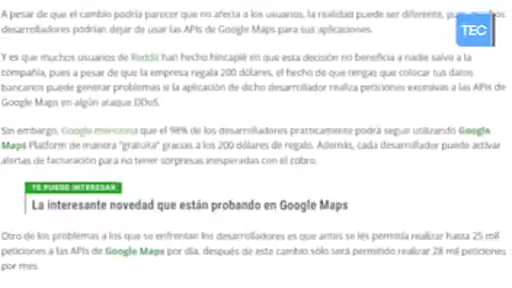 A pesar de que el cambio podría parecer que no afecta a los usuarios, la realidad puede ser diferente, pues muchos
TEC
desarrolladores podrían dejar de usar las APIs de Google Maps para sus aplicaciones.
Y es que muchos usuarios de Reddit han hecho hincapié en que esta decisión no beneficia a nadie salvo a la
compañía, pues a pesar de que la empresa regala 200 dólares, el hecho de que tengas que colocar tus datos
bancarios puede generar problemas si la aplicación de dicho desarrollador realiza peticiones excesivas a las APIs de
Google Maps en algún ataque DDoS.
Sin embargo, Google menciona que el 98% de los desarrolladores prácticamente podrá seguir utilizando Google
Maps Platform de manera "gratuita" gracias a los 200 dólares de regalo. Además, cada desarrollador puede activar
alertas de facturación para no tener sorpresas inesperadas con el cobro.
TE PUEDE INTERESAR
La interesante novedad que están probando en Google Maps
Otro de los problemas a los que se enfrentan los desarrolladores es que antes se les permitía realizar hasta 25 mil
peticiones a las APIs de Google Maps por día, después de este cambio sólo será permitido realizar 28 mil peticiones
por mes